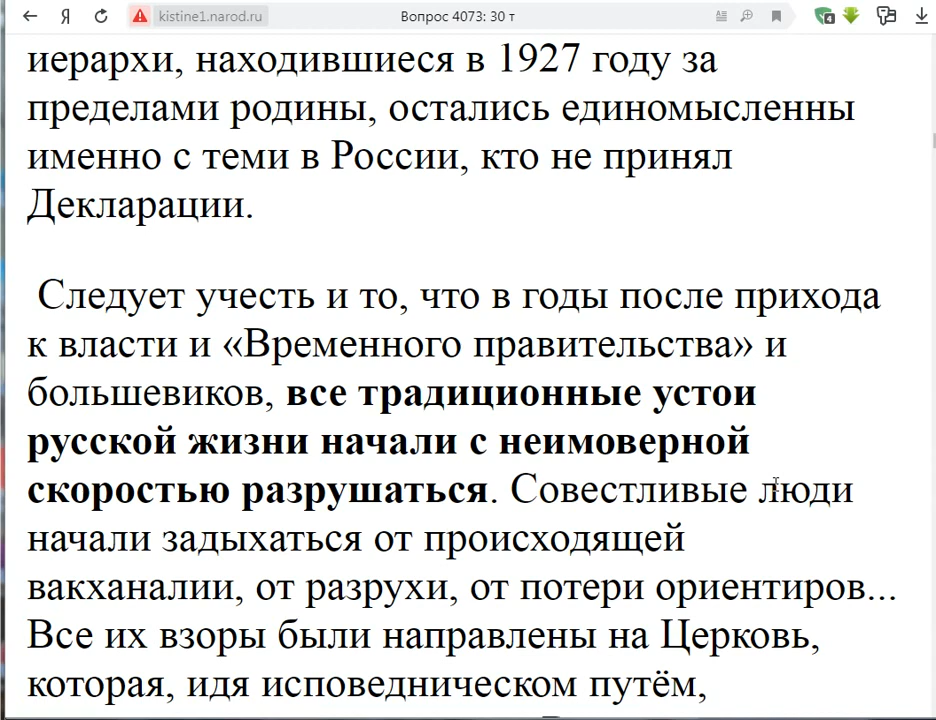 Я kistine1.narod.ru Вопрос 4073: 30 т 4
иерархи, находившиеся в 1927 году за
пределами родины, остались единомысленны
именно с теми в России, кто не принял
Декларации.
Следует учесть и то, что в годы после прихода
к власти и «Временного правительства» и
большевиков, все традиционные устои
русской жизни начали с неимоверной
скоростью разрушаться. Совестливые люди
начали задыхаться от происходящей
вакханалии, от разрухи, от потери ориентиров...
Все их взоры были направлены на Церковь,
которая, идя исповедническом путём,